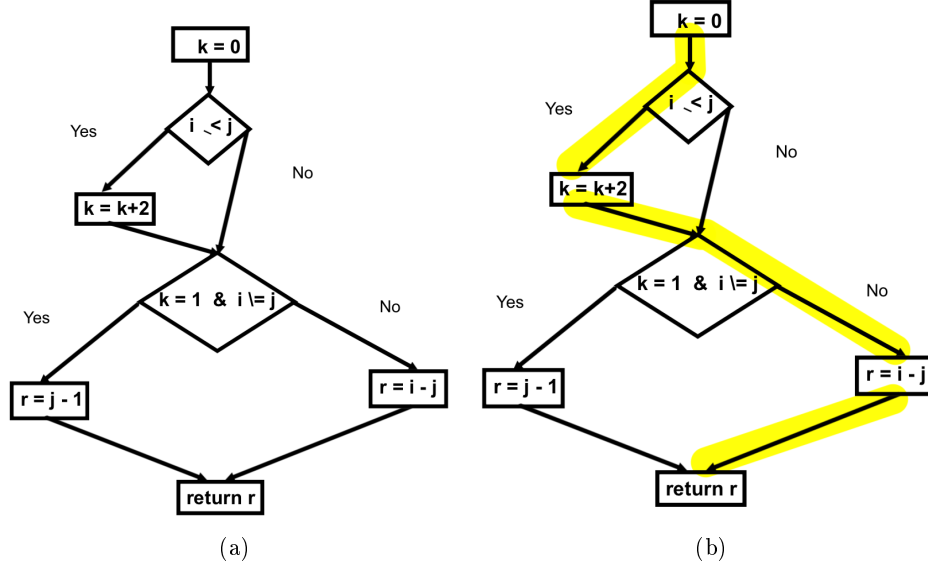 k = 0
i _< j
Yes
No
k = k+2
k = 1 & i \= j
Yes
No
r = j - 1
r = i - j
return r
(a)
k = 0
i _< j
Yes
No
k = k+2
k = 1 & i \= j
Yes
No
r = j - 1
r = i - j
return r
(b)